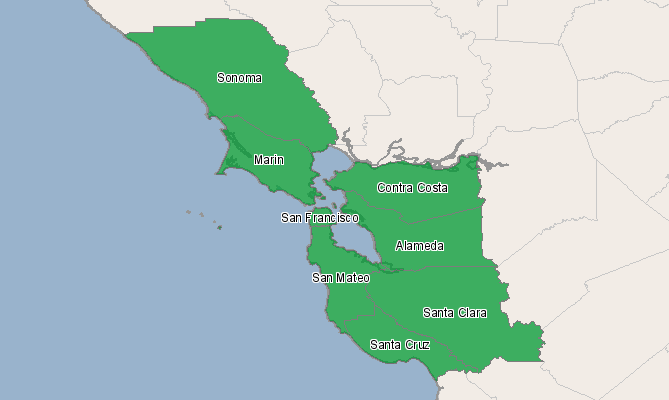 Sonoma
Marin
Contra Costa
San Francisco
Alameda
San Mateo
Santa Clara
Santa Cruz